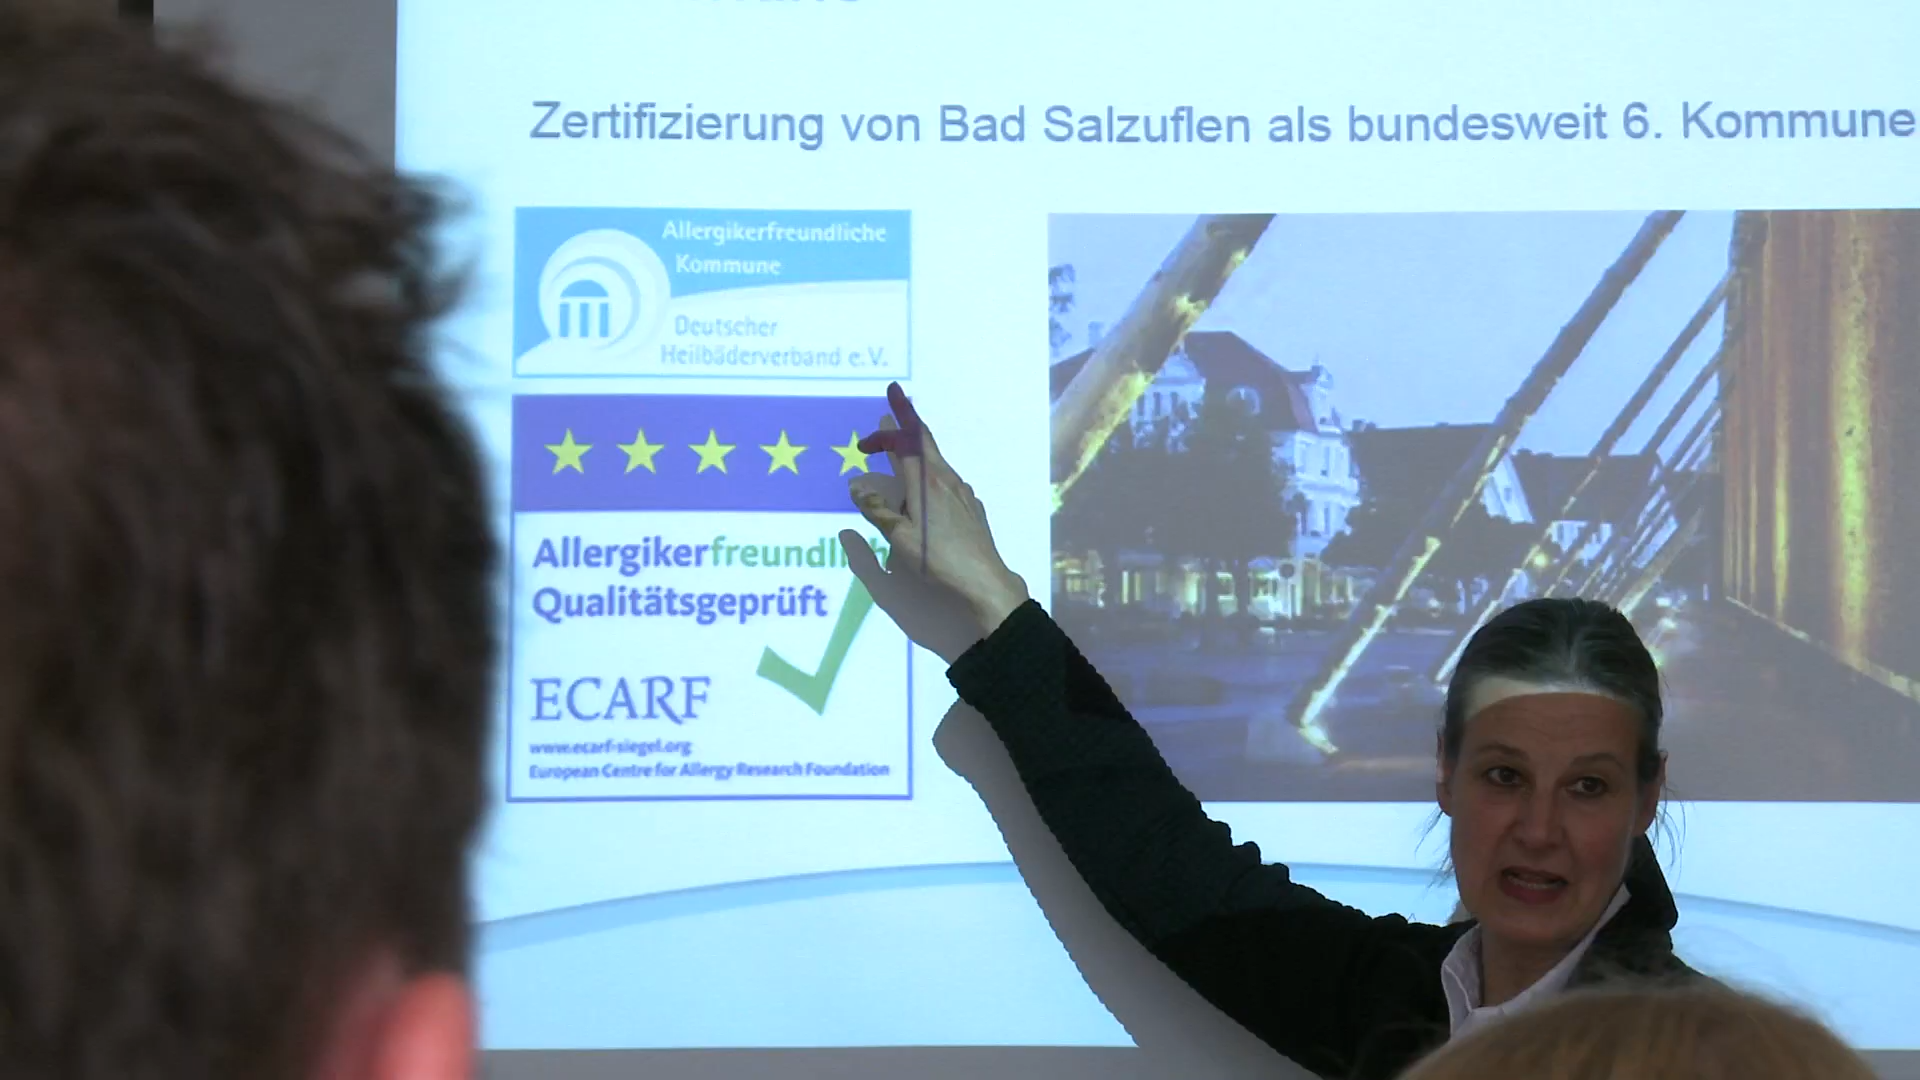 Zertifizierung von Bad Salzuflen als bundesweit 6. Kommune
Allergikerfreundliche
Kommune
Deutscher
Heilbäderverband e.V.
Allergikerfreundlich
Qualitätsgeprüft
ECARF
www.ecarf-siegel.org
European Centre for Allergy Research Foundation